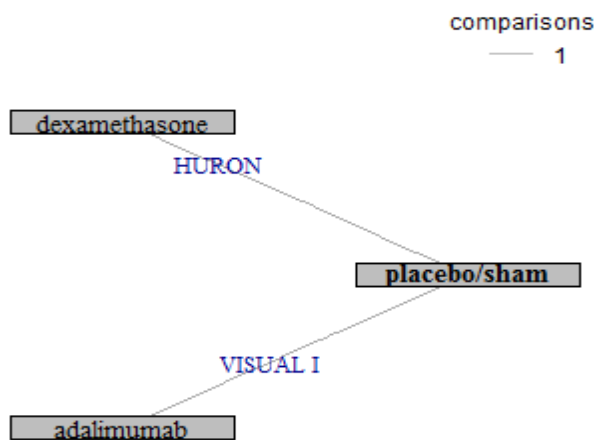 comparisons
1
dexamethasone
HURON
placebo/sham
VISUAL I
adalimumab